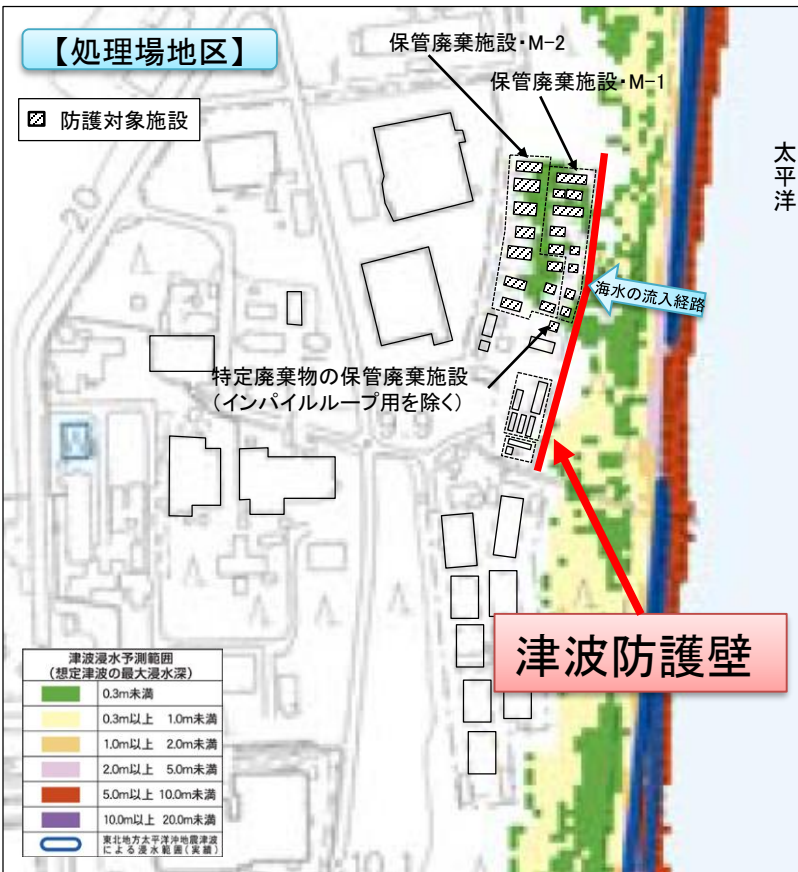 【処理場地区】
防護対象施設
保管廃棄施設・M-2
保管廃棄施設・M-1
太平洋
海水の流入経路
特定廃棄物の保管廃棄施設
(インパイルループ用を除く)
津波防護壁
20
9.9
10.1
津波浸水予測範囲
(想定津波の最大浸水深)
0.3m未満
0.3m以上 1.0m未満
1.0m以上 2.0m未満
2.0m以上 5.0m未満
5.0m以上 10.0m未満
10.0m以上 20.0m未満
東北地方太平洋沖地震津波
による浸水範囲(実績)